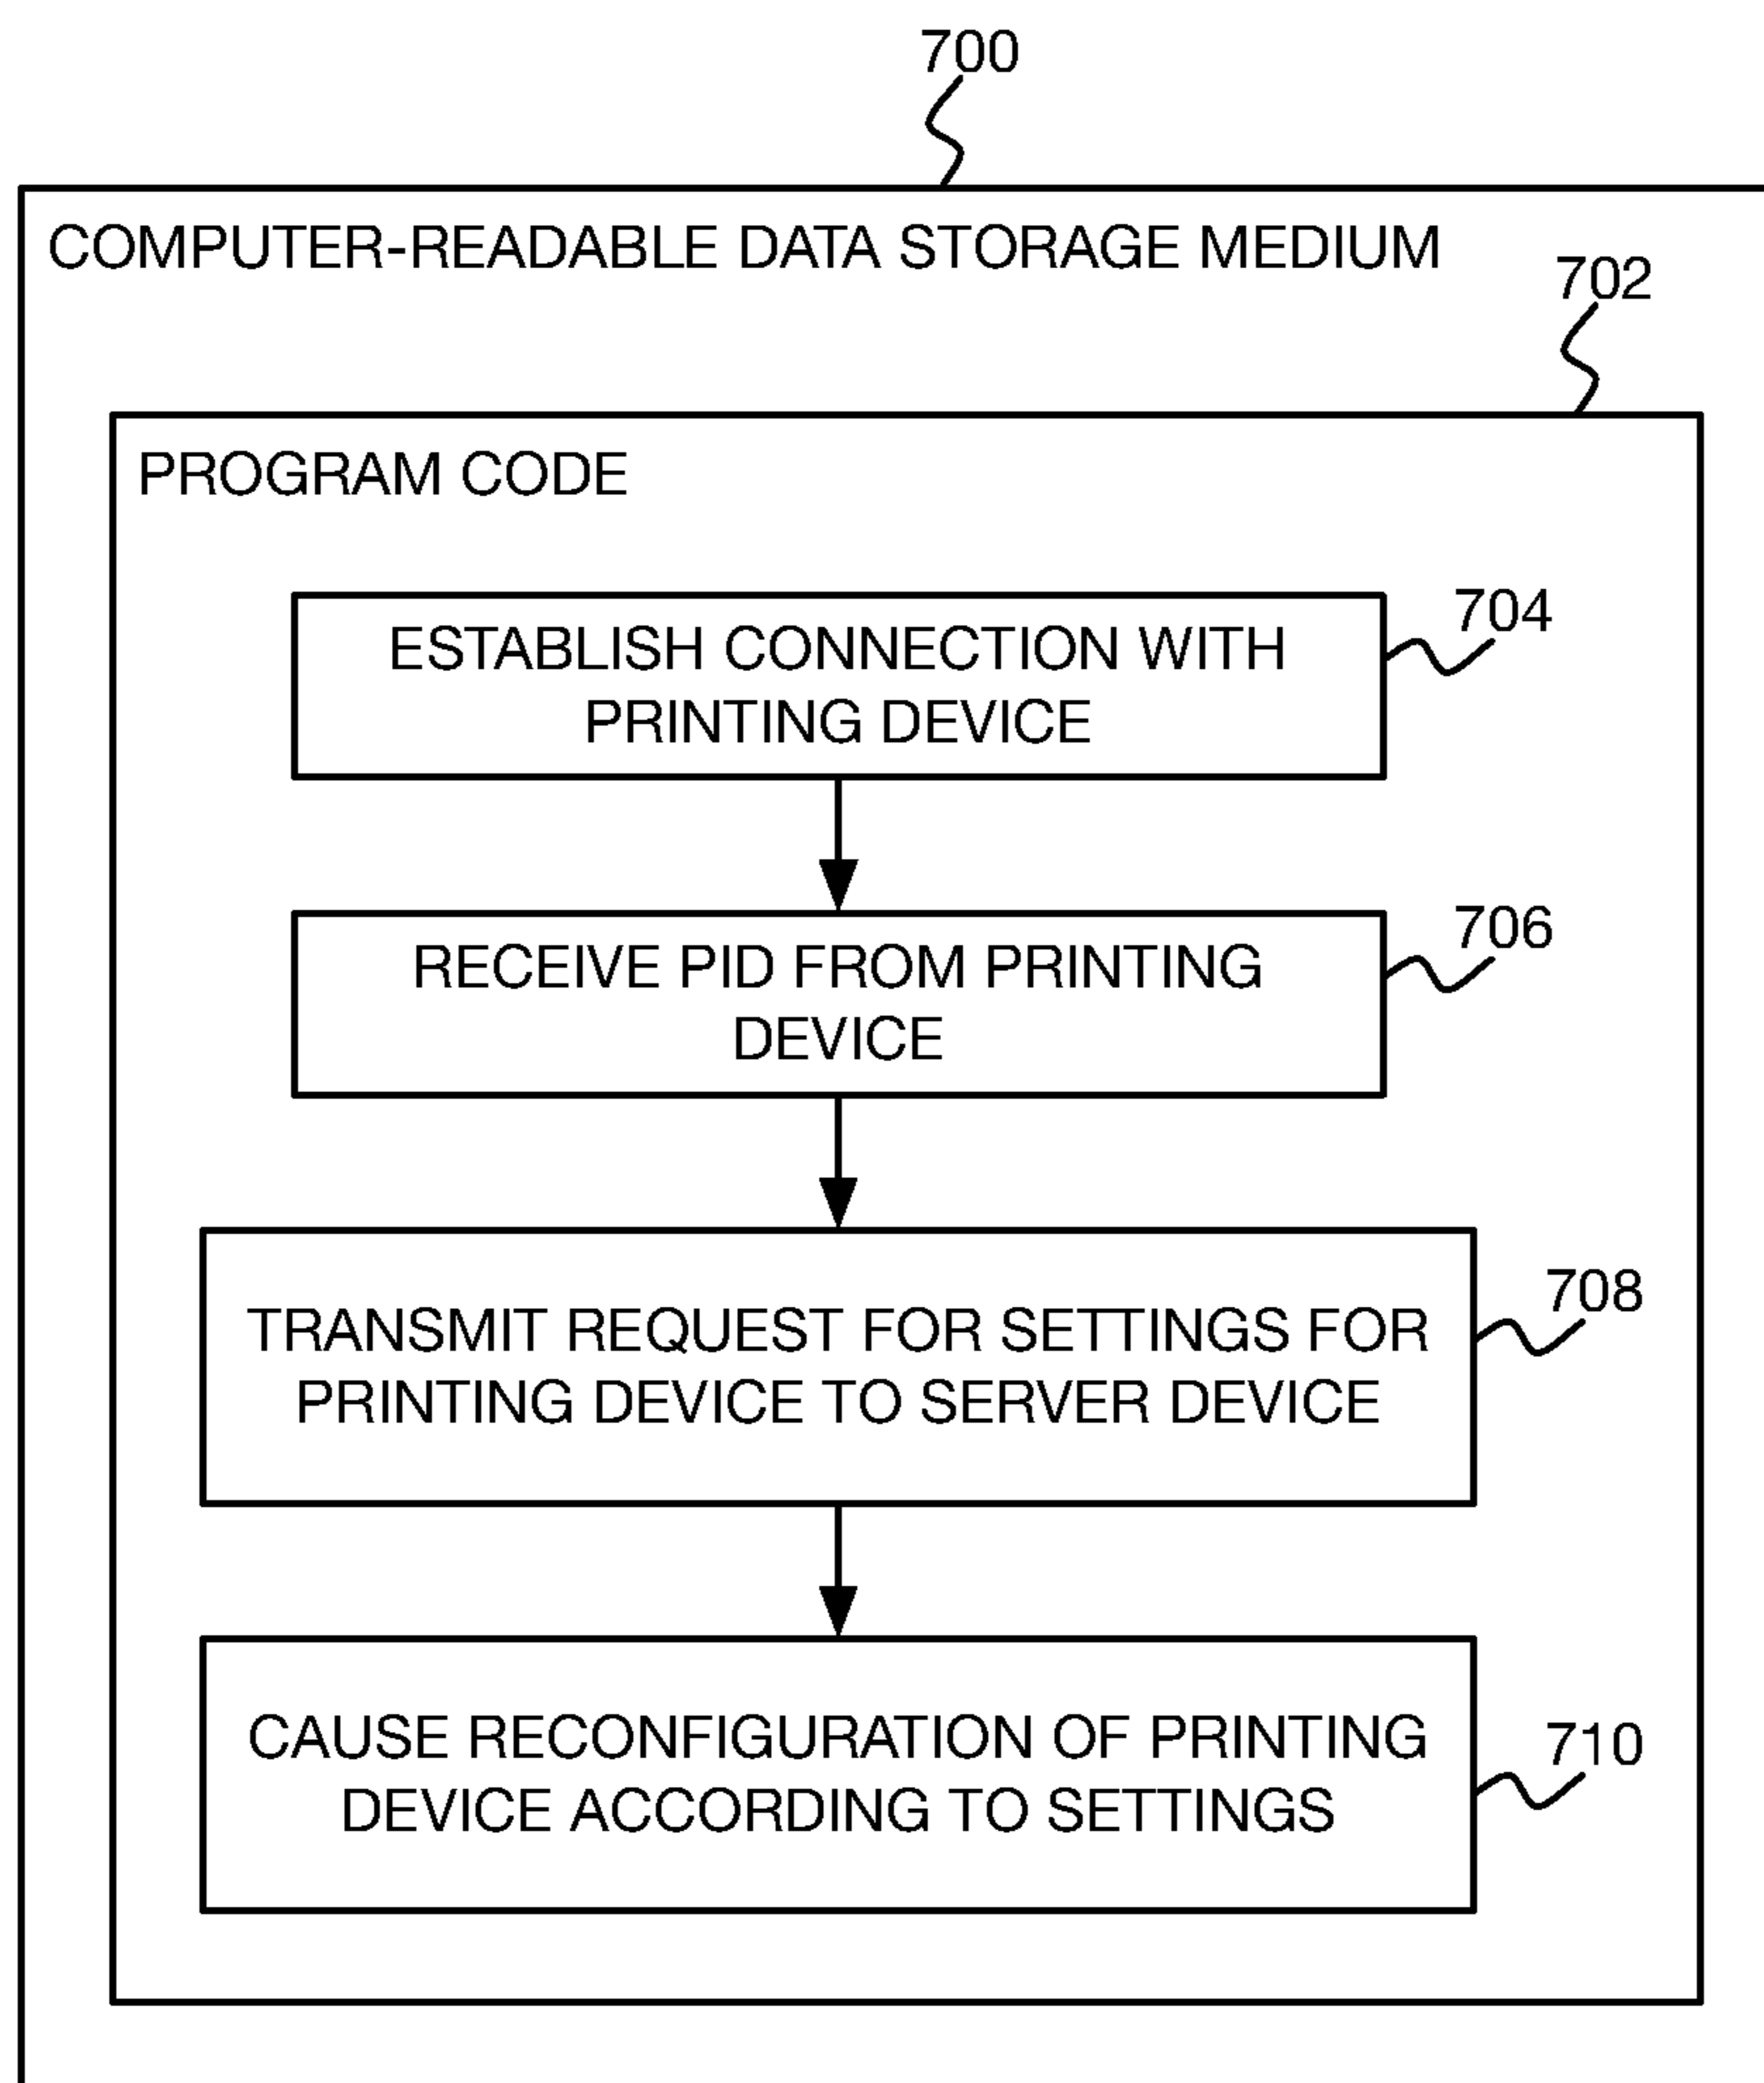 700
COMPUTER-READABLE DATA STORAGE MEDIUM
702
PROGRAM CODE
704
ESTABLISH CONNECTION WITH
PRINTING DEVICE
706
RECEIVE PID FROM PRINTING
DEVICE
708
TRANSMIT REQUEST FOR SETTINGS FOR
PRINTING DEVICE TO SERVER DEVICE
710
CAUSE RECONFIGURATION OF PRINTING
DEVICE ACCORDING TO SETTINGS